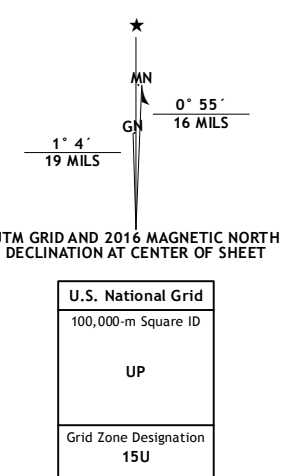 ★
MN
0° 55´
16 MILS
GN
1° 4´
19 MILS
UTM GRID AND 2016 MAGNETIC NORTH
DECLINATION AT CENTER OF SHEET
U.S. National Grid
100,000-m Square ID
UP
Grid Zone Designation
15U